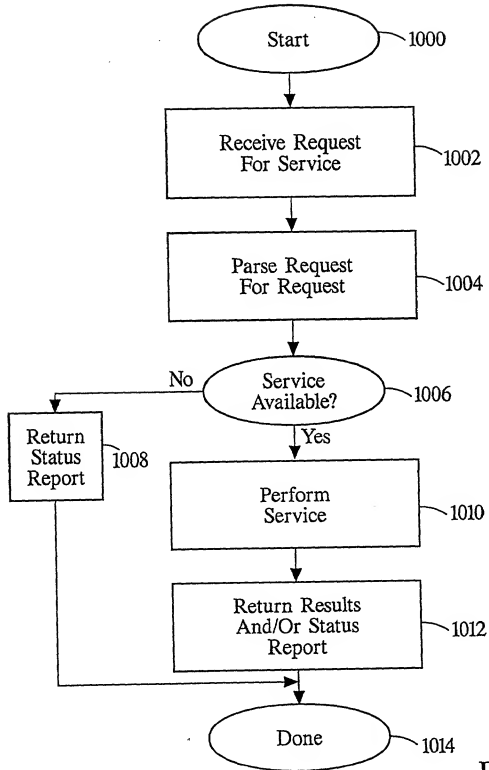 Start
1000
Receive Request
For Service
1002
Parse Request
For Request
1004
Service
Available?
1006
No
Yes
Return
Status
Report
1008
Perform
Service
1010
Return Results
And/Or Status
Report
1012
Done
1014